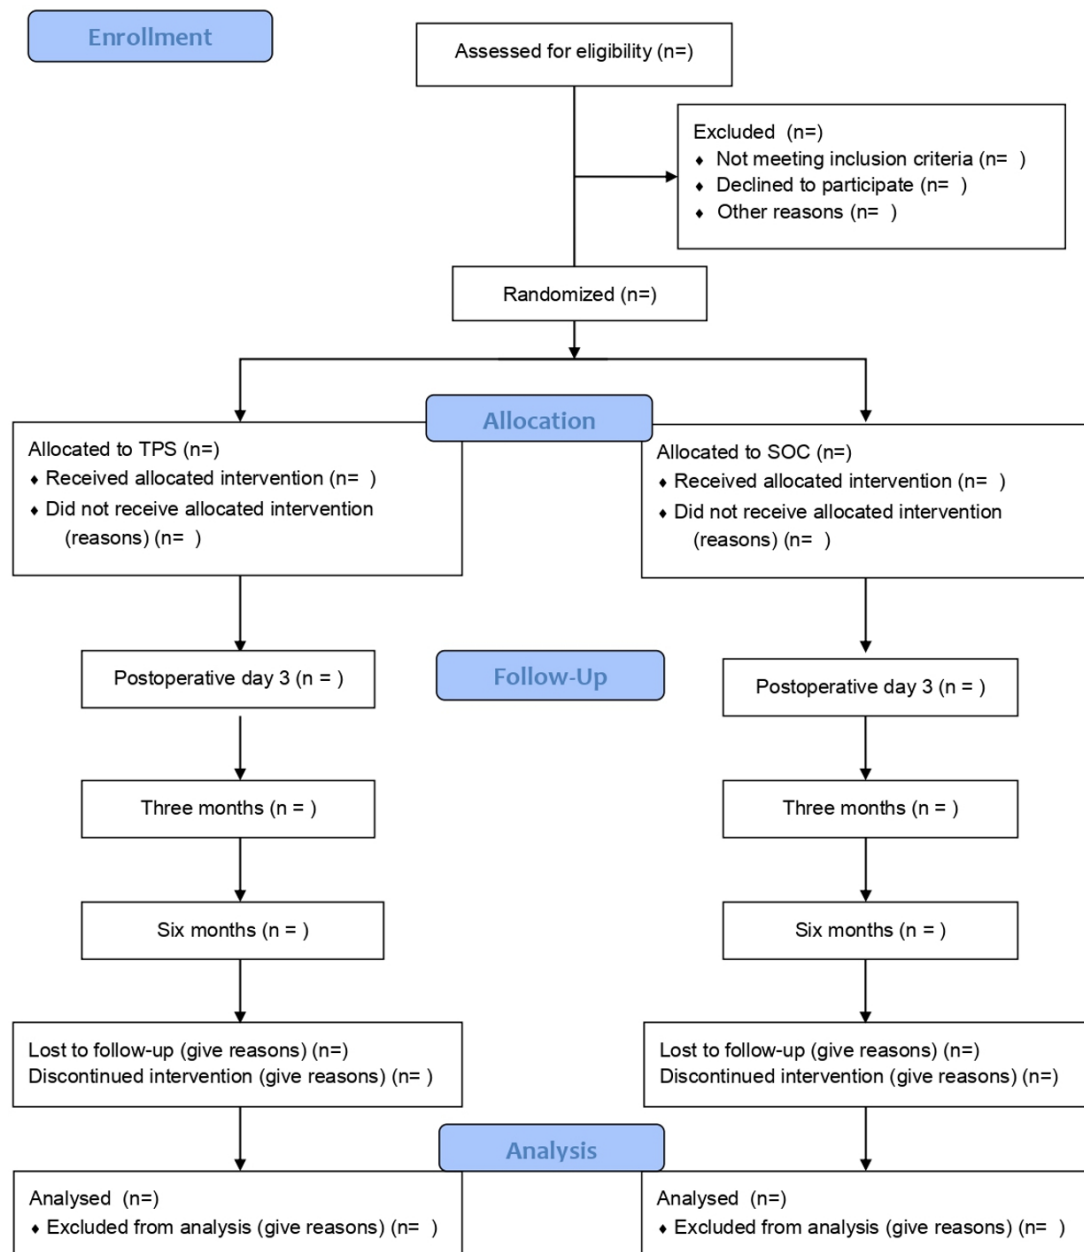 Enrollment
Assessed for eligibility (n=)
Excluded (n=)
♦ Not meeting inclusion criteria (n= )
♦ Declined to participate (n= )
♦ Other reasons (n= )
Randomized (n=)
Allocation
Allocated to TPS (n=)
♦ Received allocated intervention (n= )
♦ Did not receive allocated intervention
(reasons) (n= )
Allocated to SOC (n=)
♦ Received allocated intervention (n= )
♦ Did not receive allocated intervention
(reasons) (n= )
Follow-Up
Postoperative day 3 (n = )
Postoperative day 3 (n = )
Three months (n = )
Three months (n = )
Six months (n = )
Six months (n = )
Lost to follow-up (give reasons) (n=)
Discontinued intervention (give reasons) (n= )
Lost to follow-up (give reasons) (n=)
Discontinued intervention (give reasons) (n=)
Analysis
Analysed (n=)
♦ Excluded from analysis (give reasons) (n= )
Analysed (n=)
♦ Excluded from analysis (give reasons) (n= )